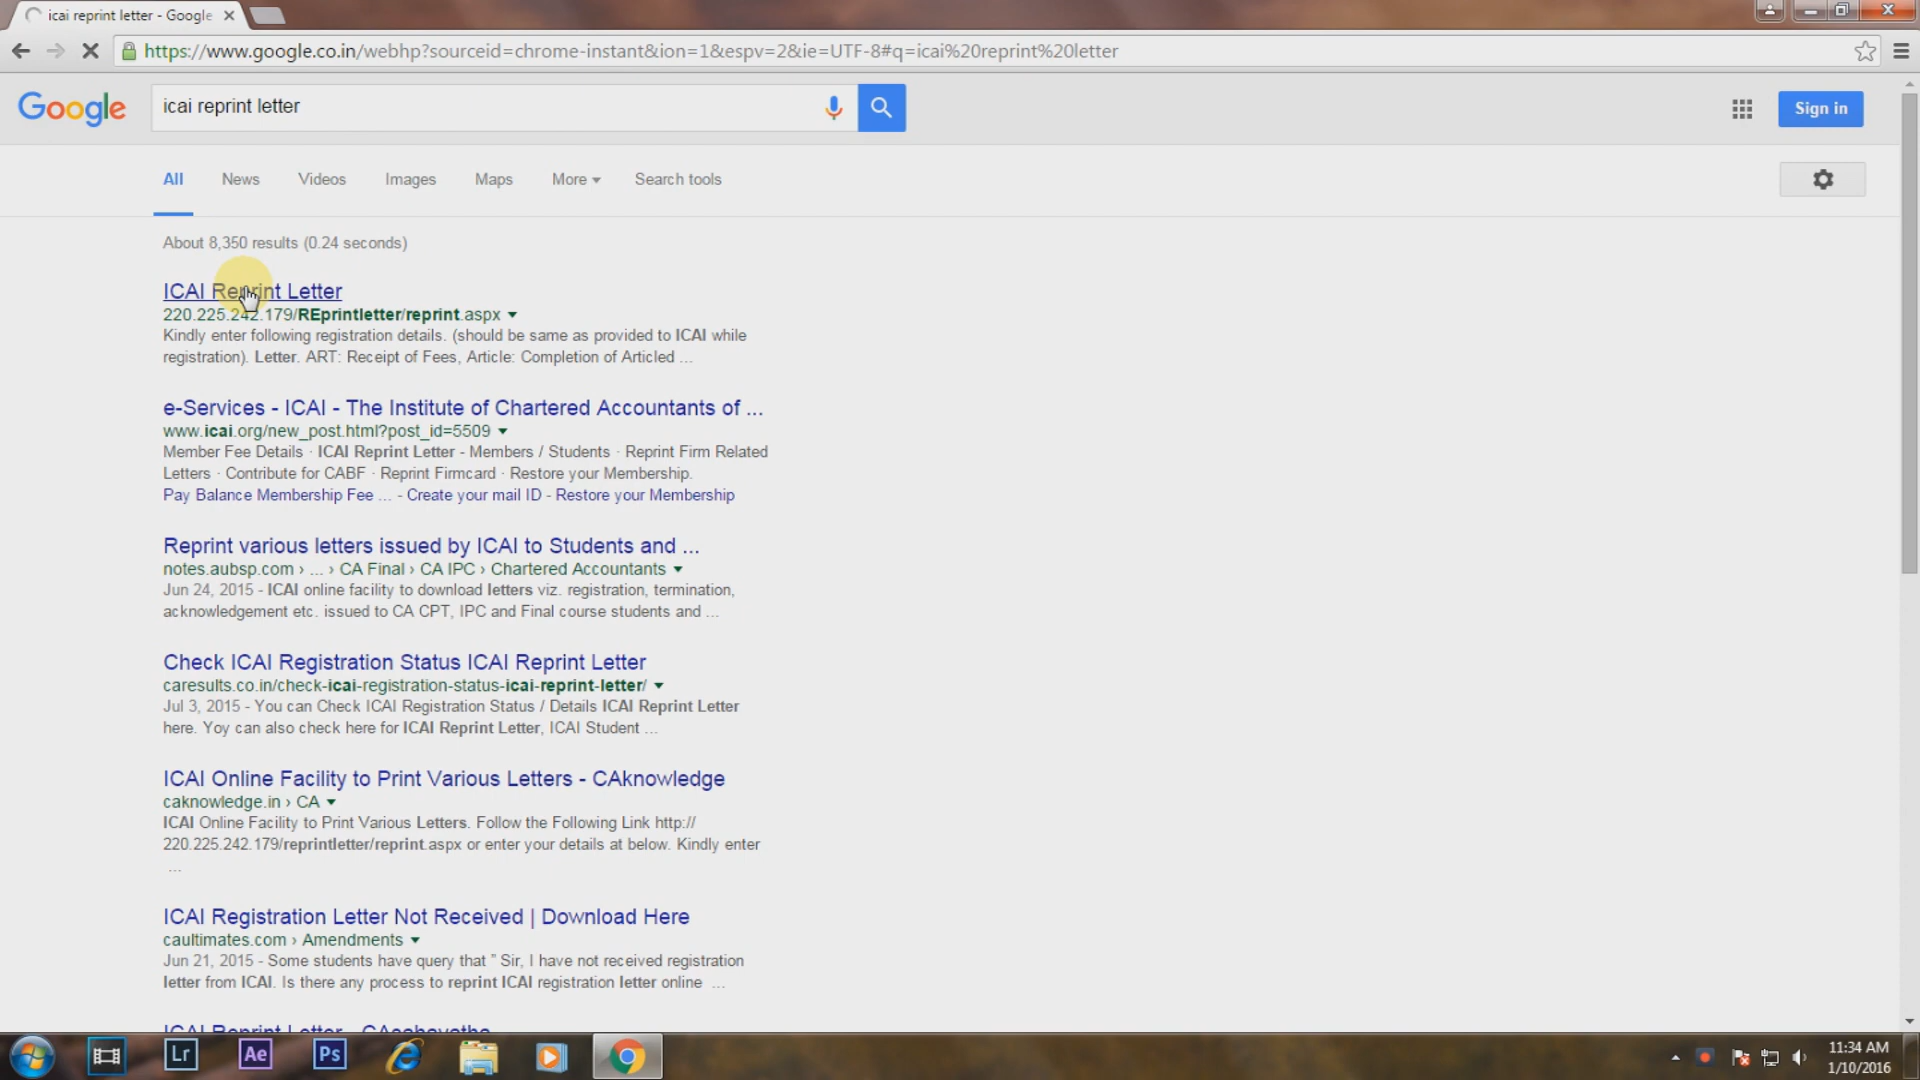 icai reprint letter - Google
https://www.google.co.in/webhp?sourceid=chrome-instant&ion=1&espv=2&ie=UTF-8#q=icai%20reprint%20letter
Google
icai reprint letter
Sign in
All News Videos Images Maps More Search tools
About 8,350 results (0.24 seconds)
ICAI Reprint Letter
220.225.242.179/REprintletter/reprint.aspx
Kindly enter following registration details. (should be same as provided to ICAI while
registration). Letter. ART: Receipt of Fees, Article: Completion of Articled ...
e-Services - ICAI - The Institute of Chartered Accountants of ...
www.icai.org/new_post.html?post_id=5509
Member Fee Details · ICAI Reprint Letter - Members / Students · Reprint Firm Related
Letters · Contribute for CABF · Reprint Firmcard · Restore your Membership.
Pay Balance Membership Fee ... - Create your mail ID - Restore your Membership
Reprint various letters issued by ICAI to Students and ...
notes.aubsp.com › ... › CA Final › CA IPC › Chartered Accountants
Jun 24, 2015 - ICAI online facility to download letters viz. registration, termination,
acknowledgement etc. issued to CA CPT, IPC and Final course students and ...
Check ICAI Registration Status ICAI Reprint Letter
caresults.co.in/check-icai-registration-status-icai-reprint-letter/
Jul 3, 2015 - You can Check ICAI Registration Status / Details ICAI Reprint Letter
here. Yoy can also check here for ICAI Reprint Letter, ICAI Student ...
ICAI Online Facility to Print Various Letters - CAknowledge
caknowledge.in › CA
ICAI Online Facility to Print Various Letters. Follow the Following Link http://
220.225.242.179/reprintletter/reprint.aspx or enter your details at below. Kindly enter
...
ICAI Registration Letter Not Received | Download Here
caultimates.com › Amendments
Jun 21, 2015 - Some students have query that ” Sir, I have not received registration
letter from ICAI. Is there any process to reprint ICAI registration letter online ...
ICAI Reprint Letter - CAsahayatha
Lr Ae Ps
11:34 AM
1/10/2016